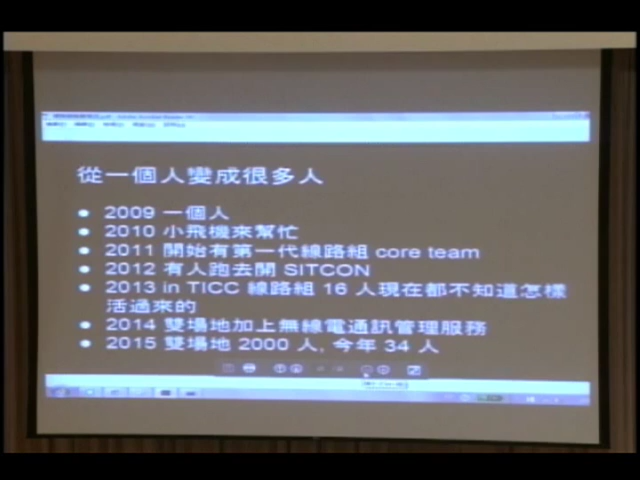 從一個人變成很多人
2009 一個人
2010 小飛機來幫忙
2011 開始有第一代線路組 core team
2012 有人跑去開 SITCON
2013 in TICC 線路組 16 人現在都不知道怎樣
活過來的
2014 雙場地加上無線電通訊管理服務
2015 雙場地 2000 人, 今年 34 人